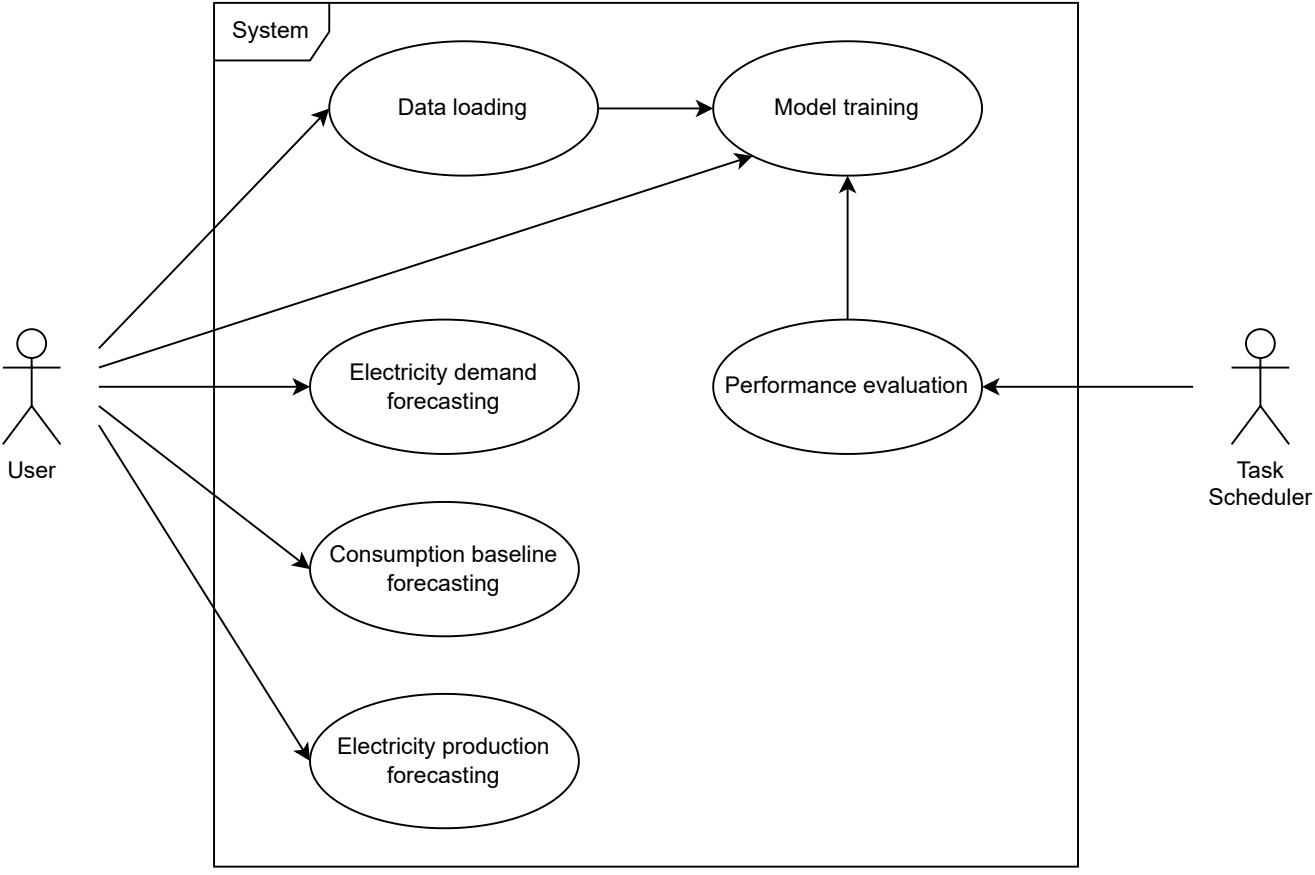 System
Data loading
Model training
Electricity demand
forecasting
Performance evaluation
User
Task
Scheduler
Consumption baseline
forecasting
Electricity production
forecasting